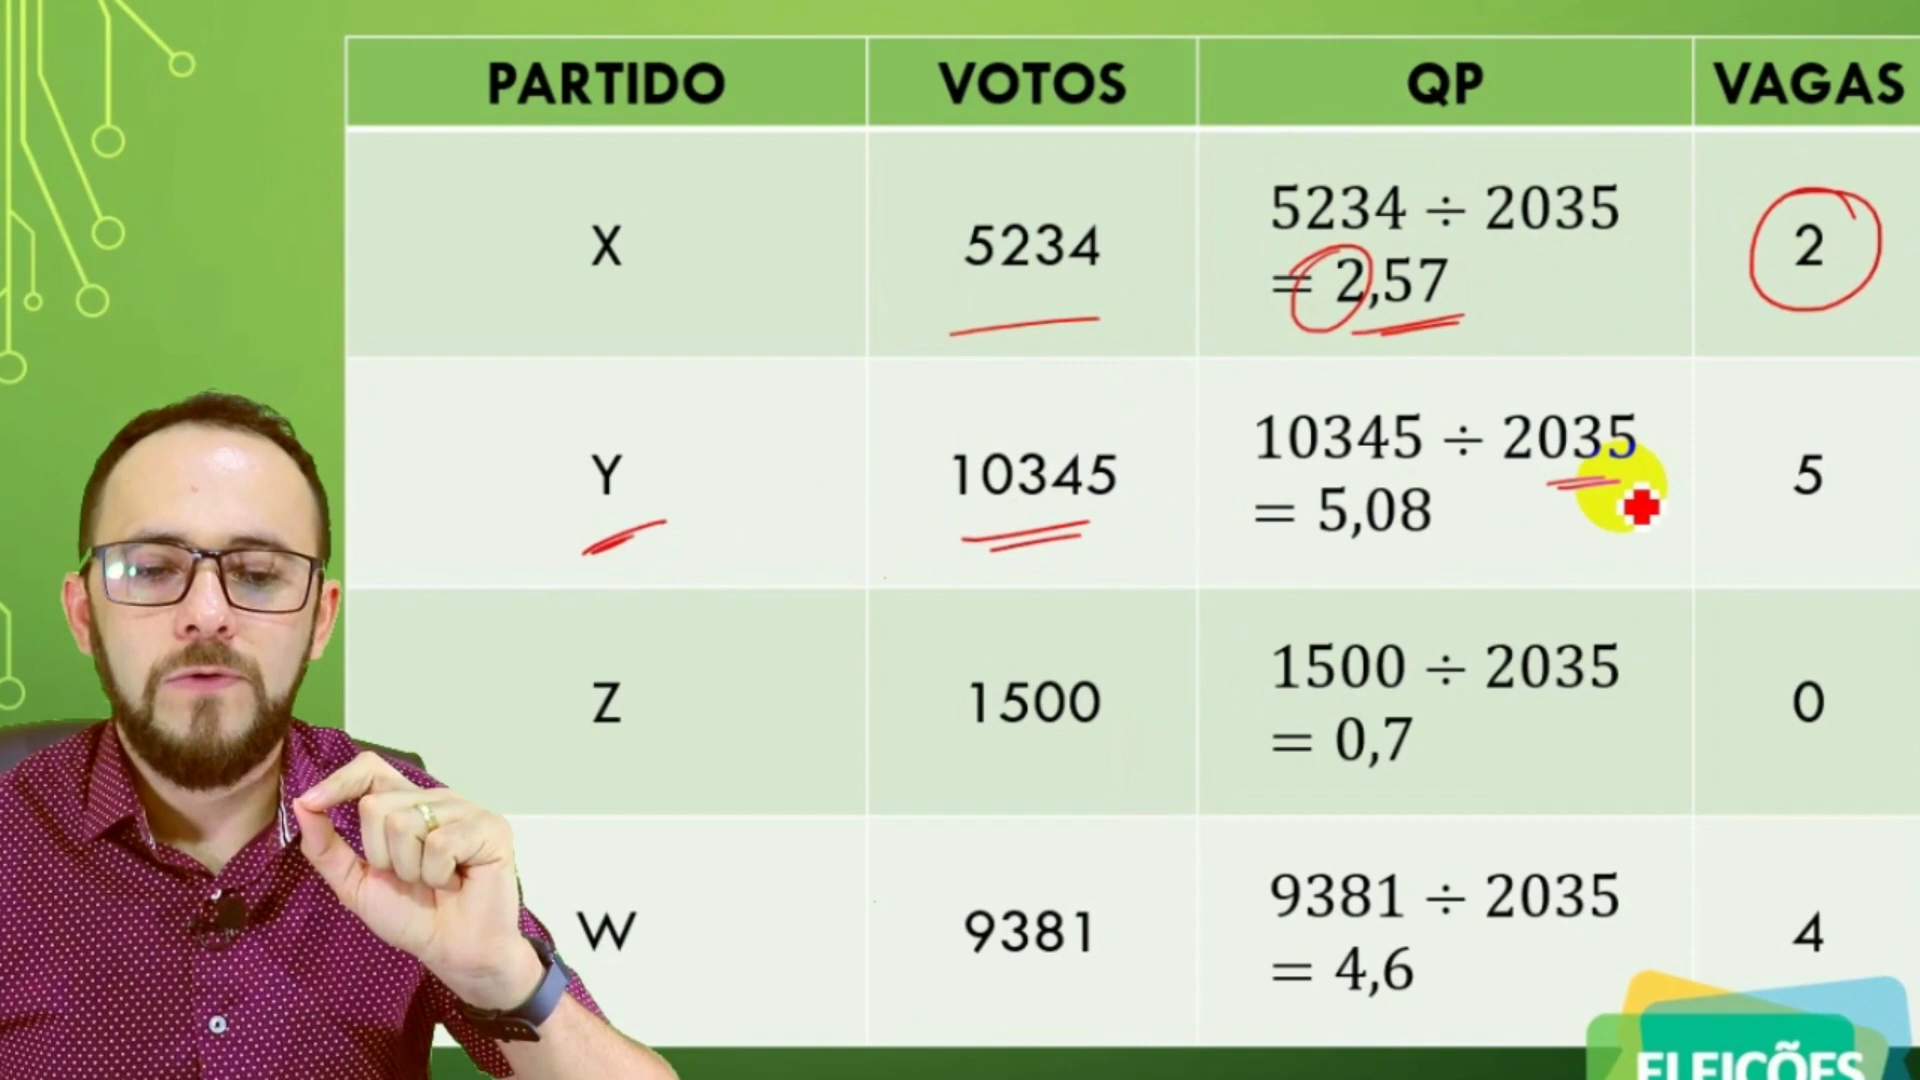 PARTIDO VOTOS QP VAGAS
X 5234 5234 ÷ 2035 = 2,57 2
Y 10345 10345 ÷ 2035 = 5,08 5
Z 1500 1500 ÷ 2035 = 0,7 0
W 9381 9381 ÷ 2035 = 4,6 4
ELEIÇÕES